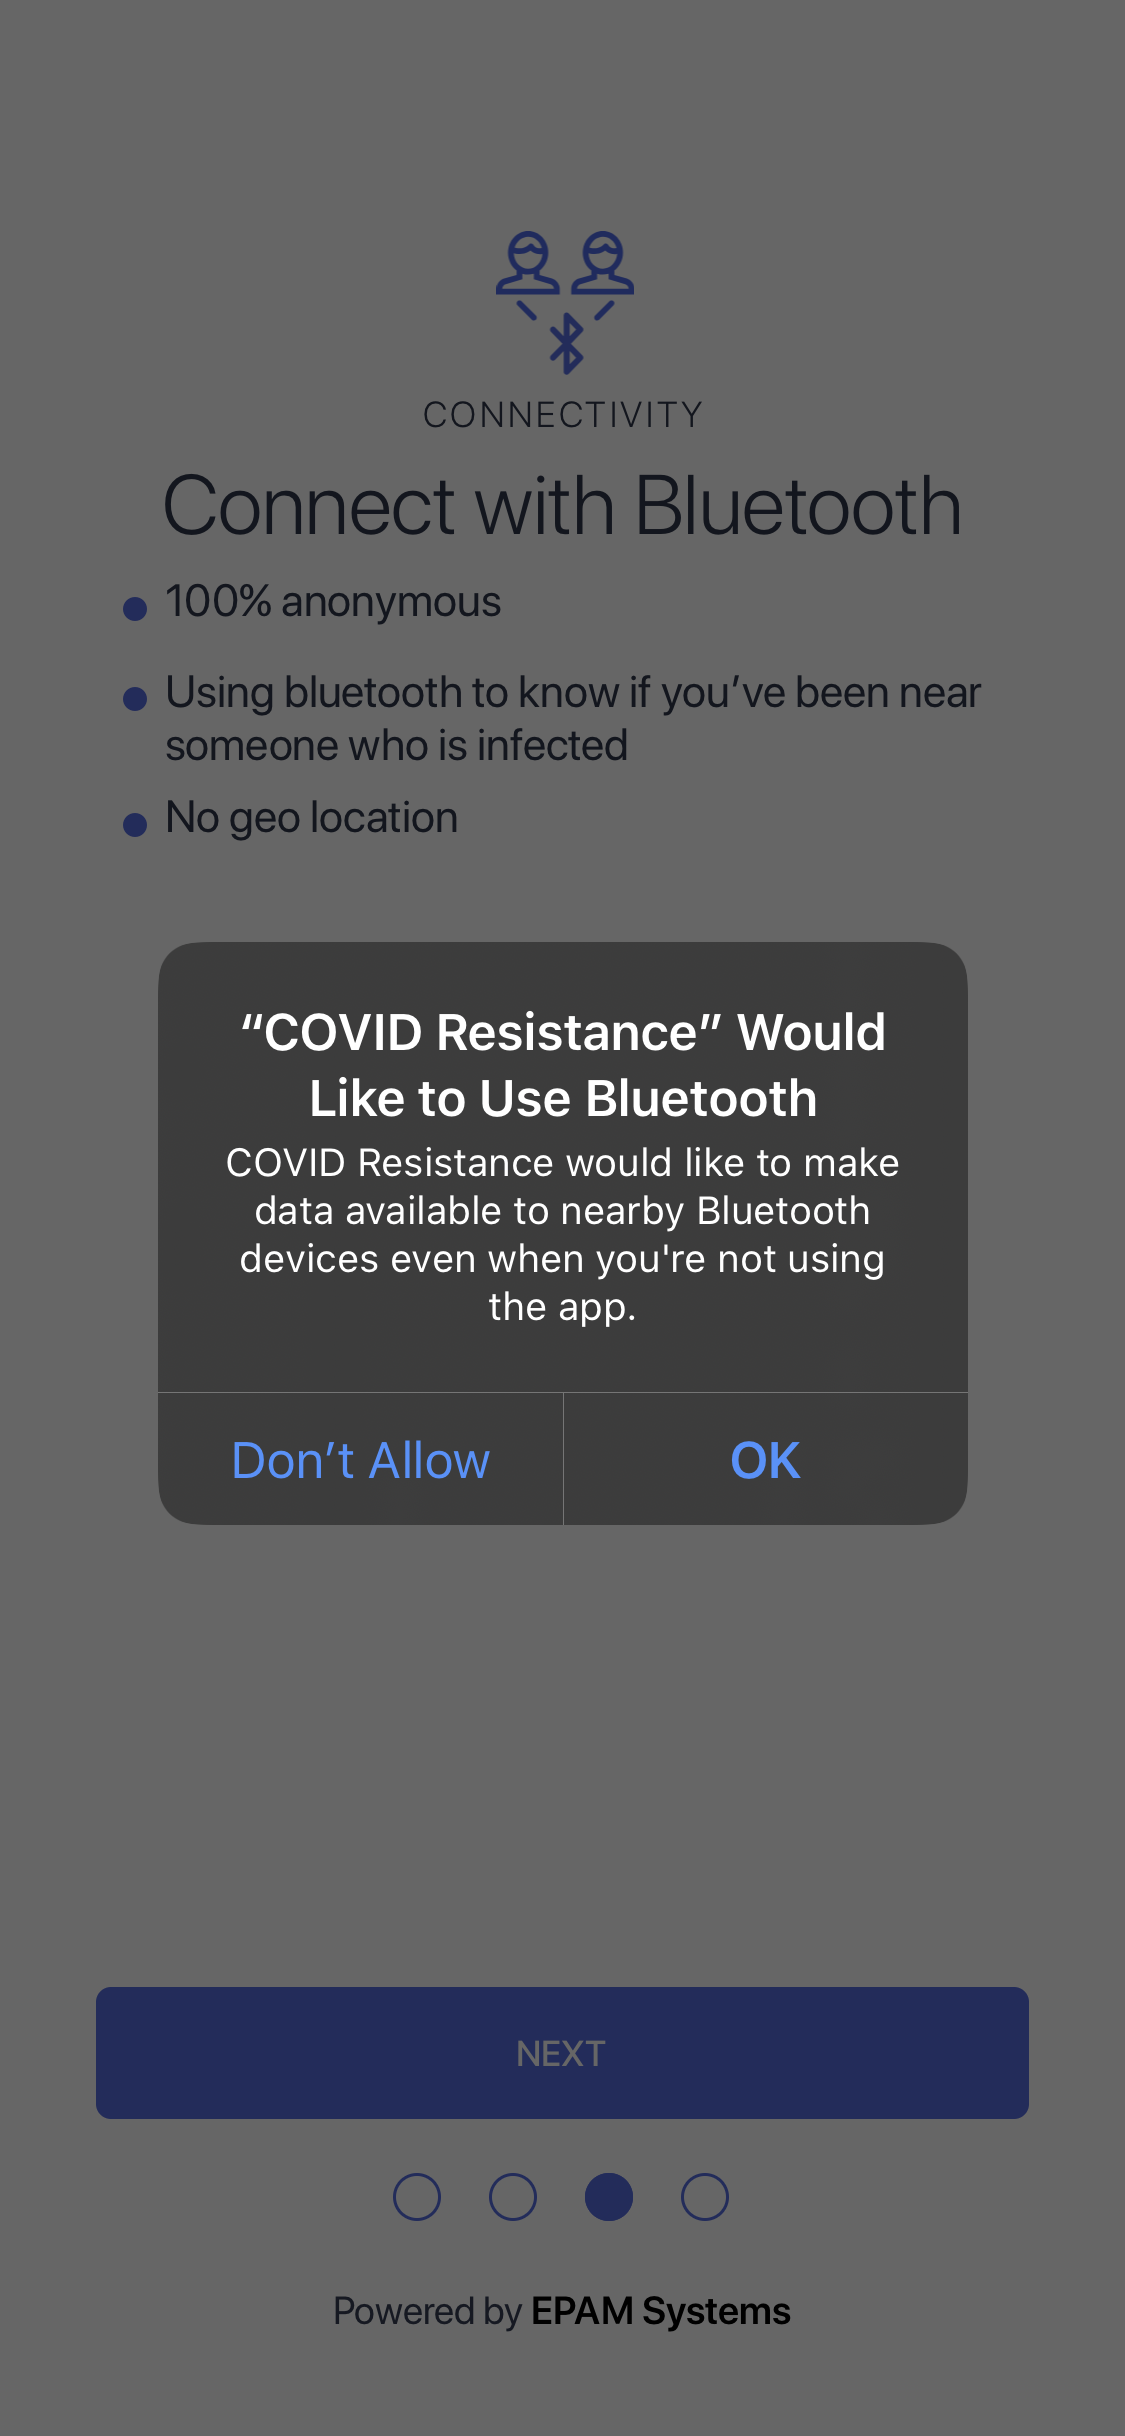 CONNECTIVITY
Connect with Bluetooth
100% anonymous
Using bluetooth to know if you’ve been near
someone who is infected
No geo location
“COVID Resistance” Would
Like to Use Bluetooth
COVID Resistance would like to make
data available to nearby Bluetooth
devices even when you're not using
the app.
Don’t Allow
OK
NEXT
Powered by EPAM Systems